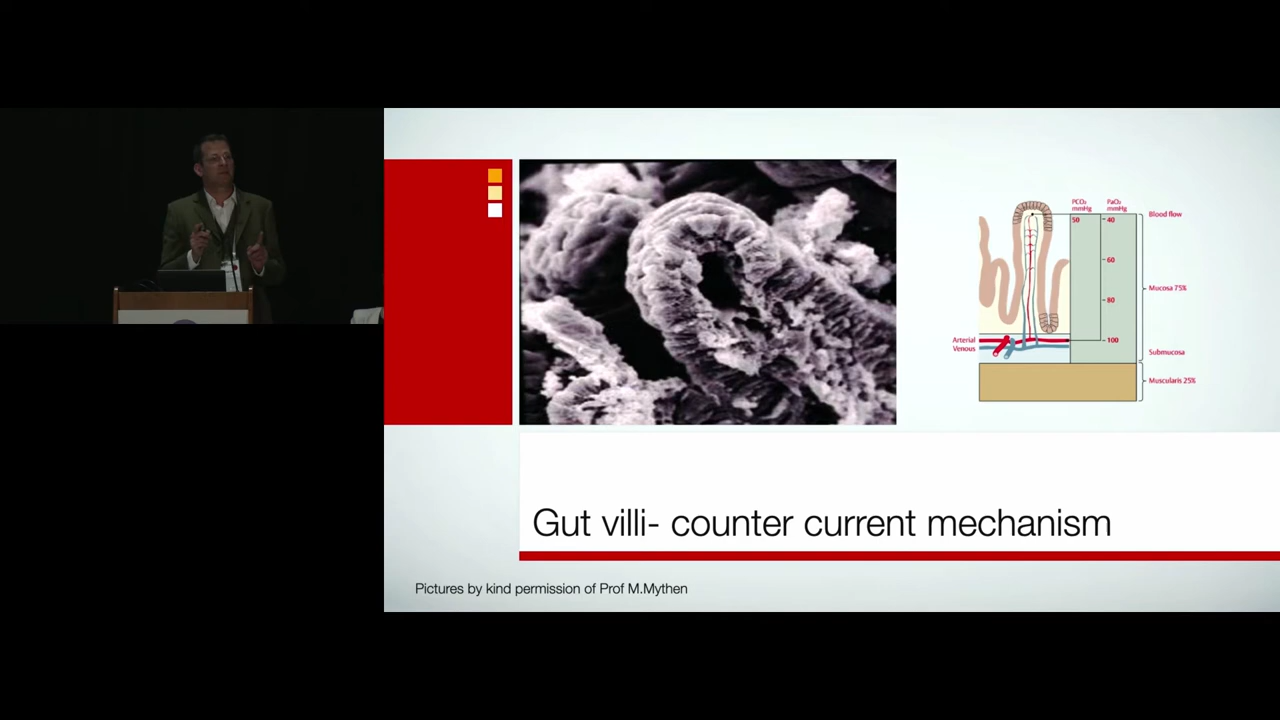 PCO₂ PaO₂
mmHg mmHg
50 40
Blood flow
60
Mucosa 75%
80
Arterial 100
Venous
Submucosa
Muscularis 25%
Gut villi- counter current mechanism
Pictures by kind permission of Prof M.Mythen